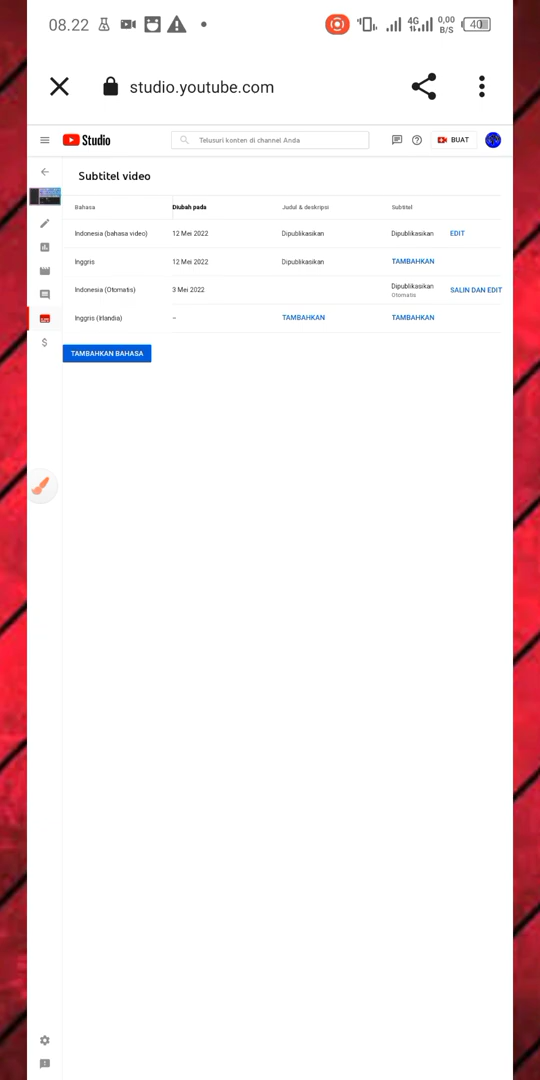 08.22
4G
0,00
B/S
40
studio.youtube.com
Studio
Telusuri konten di channel Anda
BUAT
Subtitel video
Bahasa Diubah pada Judul & deskripsi Subtitel
Indonesia (bahasa video) 12 Mei 2022 Dipublikasikan Dipublikasikan EDIT
Inggris 12 Mei 2022 Dipublikasikan TAMBAHKAN
Indonesia (Otomatis) 3 Mei 2022 Dipublikasikan SALIN DAN EDIT
Otomatis
Inggris (Irlandia) – TAMBAHKAN TAMBAHKAN
TAMBAHKAN BAHASA